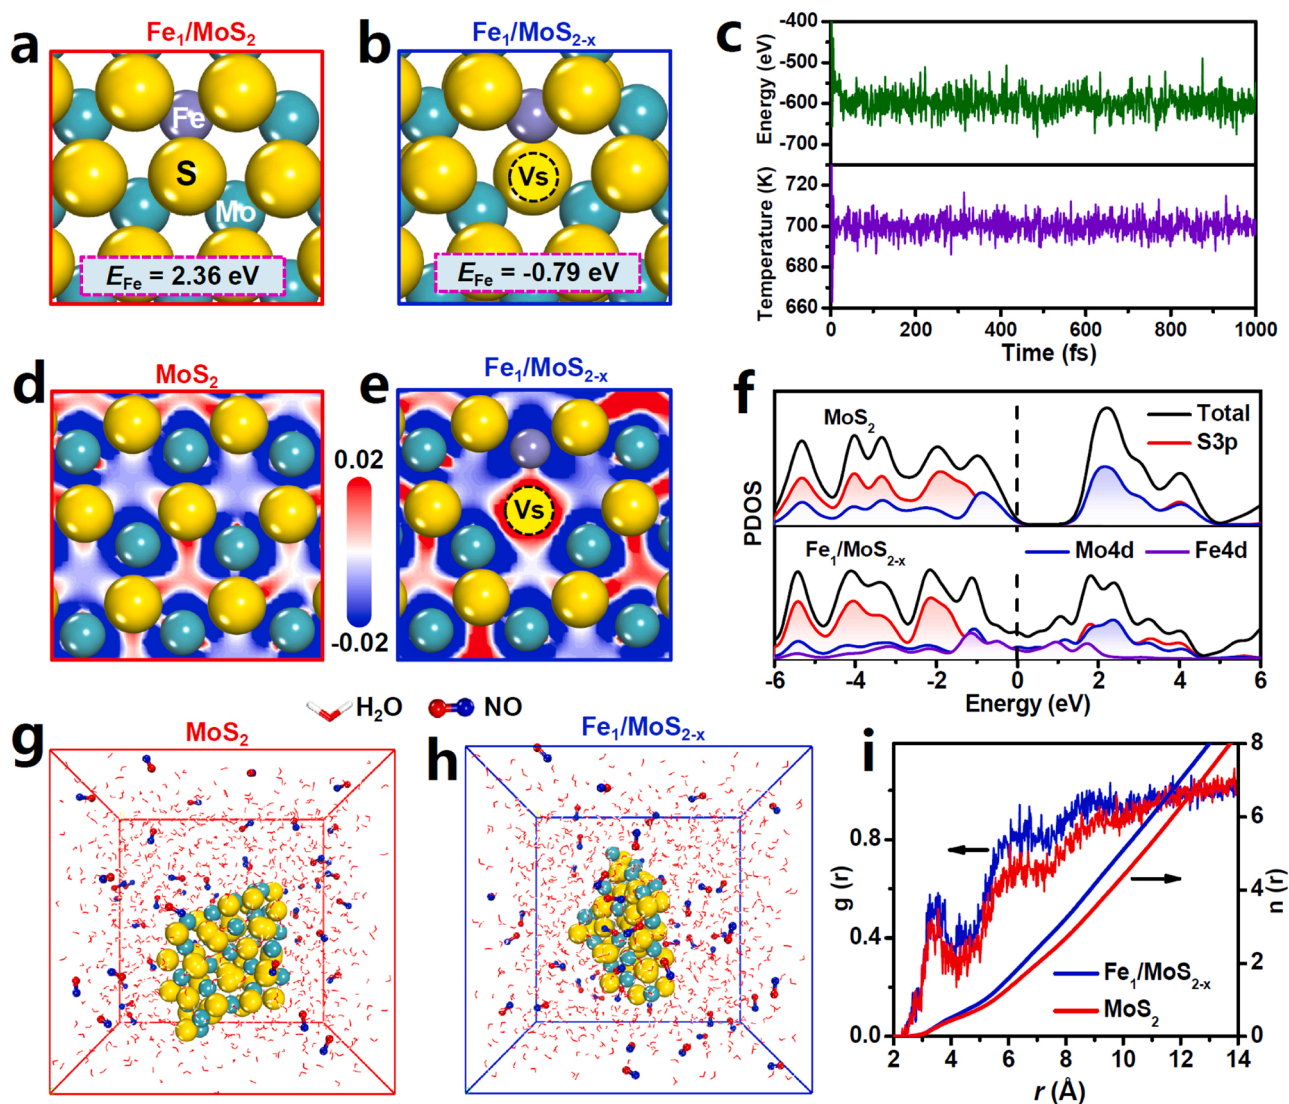 a
Fe₁/MoS₂
Fe
S
Mo
E_Fe = 2.36 eV
b
Fe₁/MoS₂₋ₓ
Vs
E_Fe = -0.79 eV
c
Energy (eV)
-400
-500
-600
-700
Temperature (K)
720
700
680
660
0 200 400 600 800 1000
Time (fs)
d
MoS₂
0.02
-0.02
e
Fe₁/MoS₂₋ₓ
Vs
f
PDOS
MoS₂
Total
S3p
Fe₁/MoS₂₋ₓ
Mo4d
Fe4d
-6 -4 -2 0 2 4 6
Energy (eV)
H₂O
NO
g
MoS₂
h
Fe₁/MoS₂₋ₓ
i
g (r)
0.8
0.4
0.0
8
6
4
2
0
n (r)
Fe₁/MoS₂₋ₓ
MoS₂
2 4 6 8 10 12 14
r (Å)